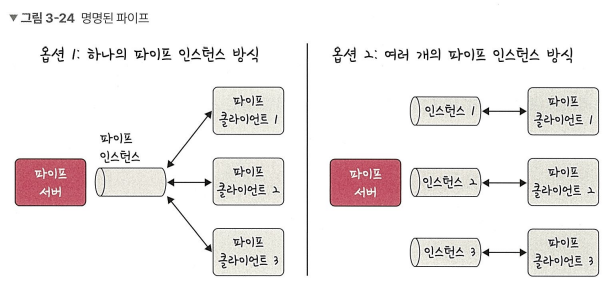 ▼ 그림 3-24 명명된 파이프
옵션 1: 하나의 파이프 인스턴스 방식
파이프
서버
파이프
인스턴스
파이프
클라이언트 1
파이프
클라이언트 2
파이프
클라이언트 3
옵션 2: 여러 개의 파이프 인스턴스 방식
파이프
서버
인스턴스 1
파이프
클라이언트 1
인스턴스 2
파이프
클라이언트 2
인스턴스 3
파이프
클라이언트 3